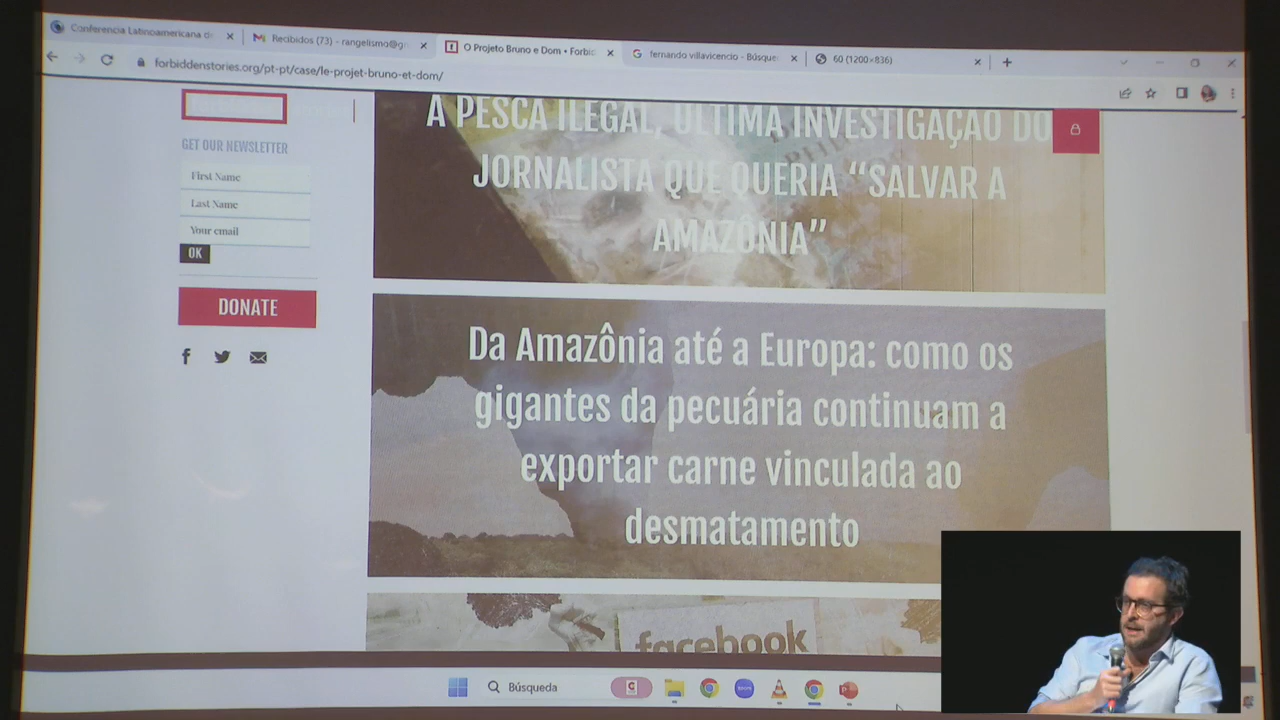 Conferencia Latinoamericana de
Recibidos (73) - rangelismo@g
O Projeto Bruno e Dom • Forbid
fernando villavicencio - Búsque
60 (1200×836)
forbiddenstories.org/pt-pt/case/le-projet-bruno-et-dom/
GET OUR NEWSLETTER
First Name
Last Name
Your email
OK
DONATE
A PESCA ILEGAL, ÚLTIMA INVESTIGAÇÃO DO
JORNALISTA QUE QUERIA “SALVAR A
AMAZÔNIA”
Da Amazônia até a Europa: como os
gigantes da pecuária continuam a
exportar carne vinculada ao
desmatamento
facebook
Búsqueda